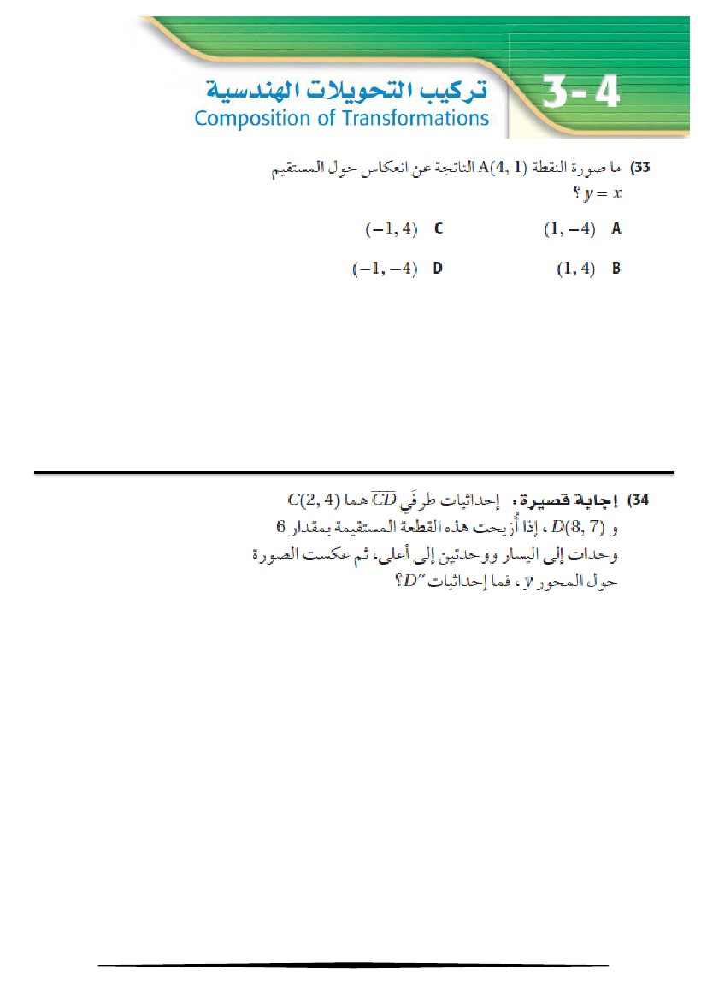 3-4
تركيب التحويلات الهندسية
Composition of Transformations
33) ما صورة النقطة A(4, 1) الناتجة عن انعكاس حول المستقيم
y = x ؟
A (1, −4) C (−1, 4)
B (1, 4) D (−1, −4)
34) إجابة قصيرة: إحداثيات طرفَي CD هما C(2, 4)
و D(8, 7) ، إذا أُزيحت هذه القطعة المستقيمة بمقدار 6
وحدات إلى اليسار ووحدتين إلى أعلى، ثم عكست الصورة
حول المحور y ، فما إحداثيات D″؟